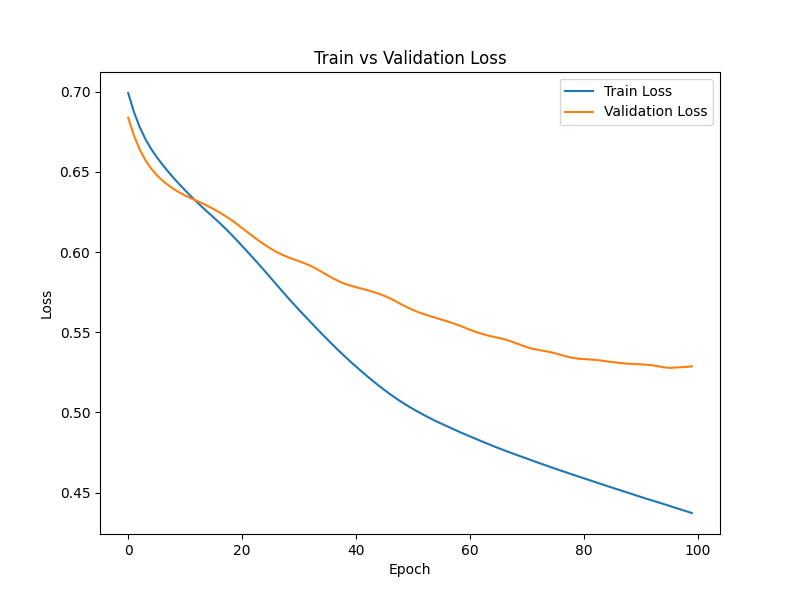 Train vs Validation Loss
Train Loss
Validation Loss
0.70
0.65
0.60
0.55
0.50
0.45
Loss
0 20 40 60 80 100
Epoch